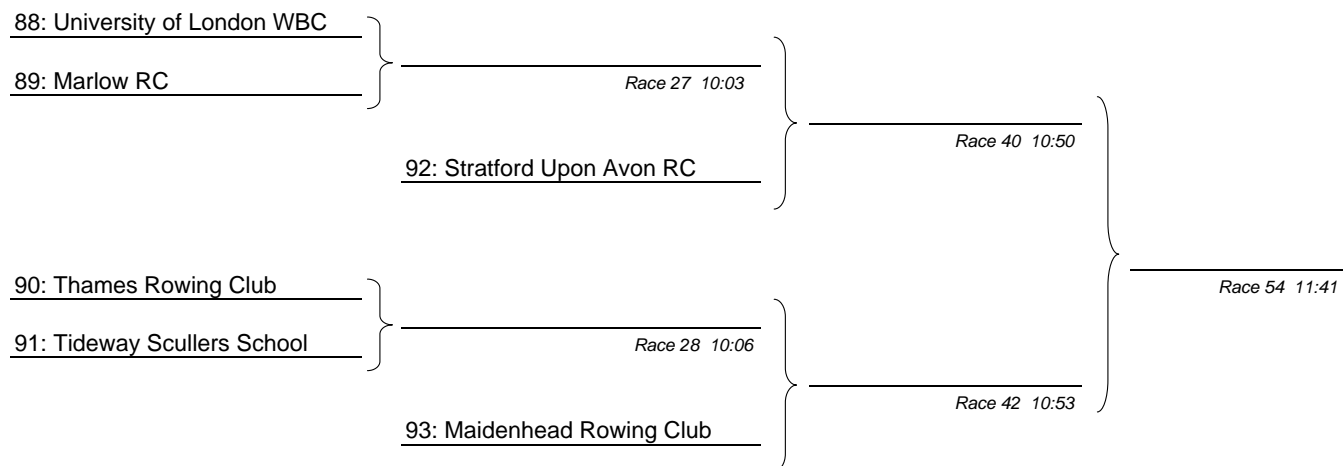 88: University of London WBC
89: Marlow RC
Race 27 10:03
Race 40 10:50
92: Stratford Upon Avon RC
90: Thames Rowing Club
Race 54 11:41
91: Tideway Scullers School
Race 28 10:06
Race 42 10:53
93: Maidenhead Rowing Club